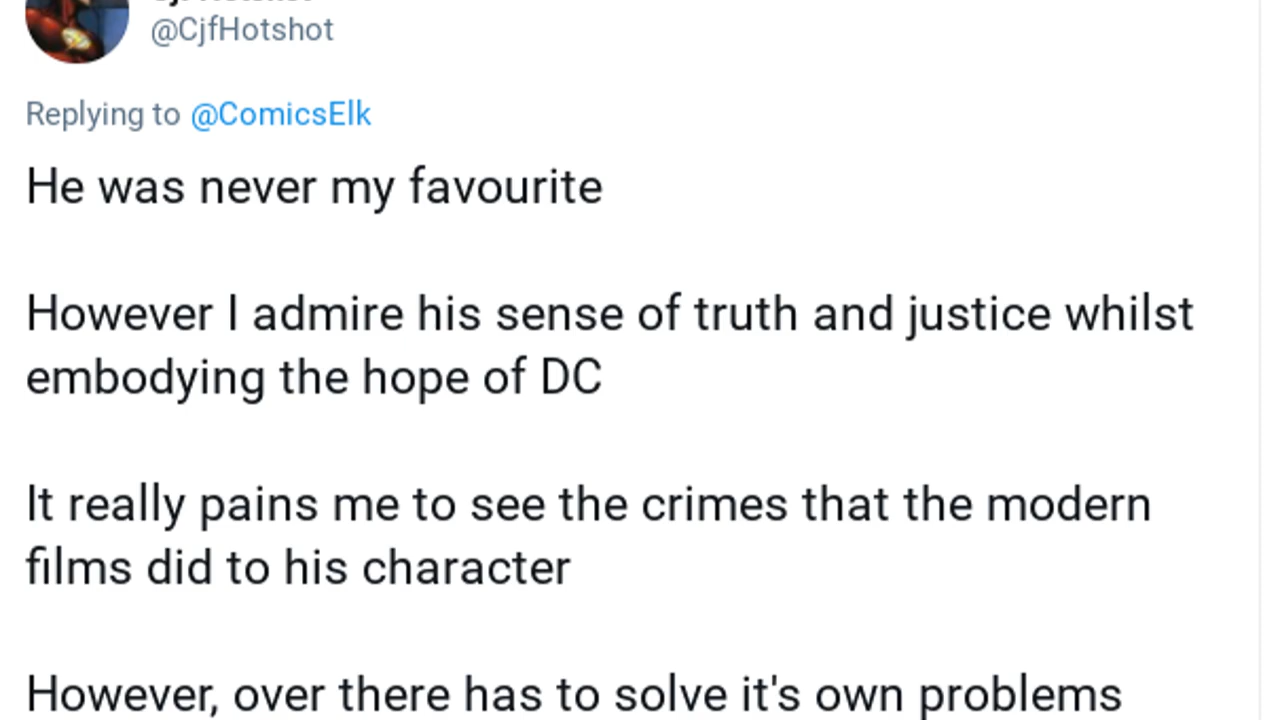 @CjfHotshot
Replying to @ComicsElk
He was never my favourite
However I admire his sense of truth and justice whilst
embodying the hope of DC
It really pains me to see the crimes that the modern
films did to his character
However, over there has to solve it's own problems